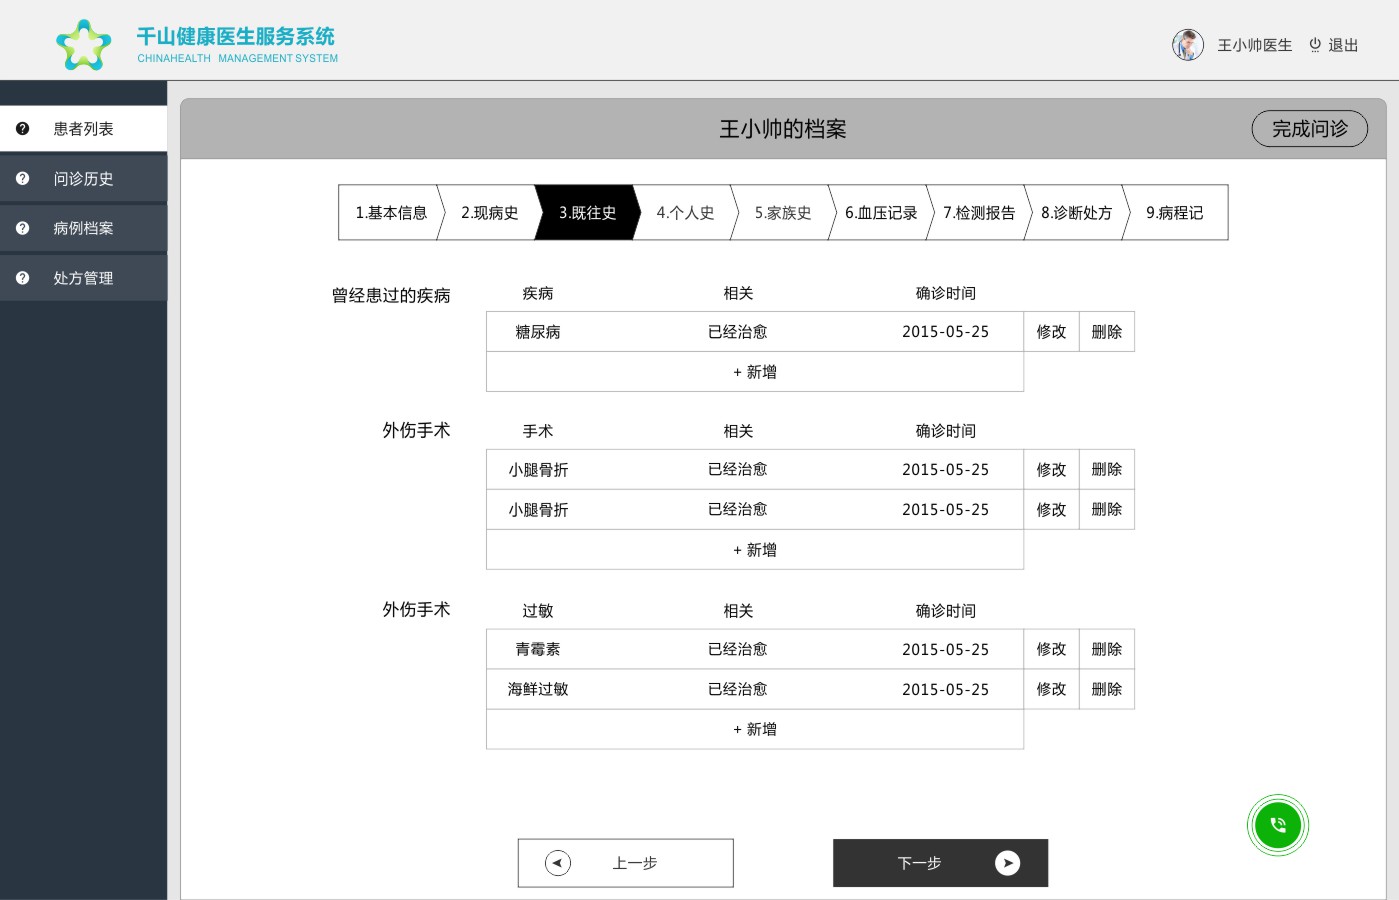 千山健康医生服务系统
CHINAHEALTH MANAGEMENT SYSTEM
王小帅医生 退出
患者列表
问诊历史
病例档案
处方管理
王小帅的档案
完成问诊
1.基本信息 2.现病史 3.既往史 4.个人史 5.家族史 6.血压记录 7.检测报告 8.诊断处方 9.病程记
曾经患过的疾病 疾病 相关 确诊时间
糖尿病 已经治愈 2015-05-25 修改 删除
+ 新增
外伤手术 手术 相关 确诊时间
小腿骨折 已经治愈 2015-05-25 修改 删除
小腿骨折 已经治愈 2015-05-25 修改 删除
+ 新增
外伤手术 过敏 相关 确诊时间
青霉素 已经治愈 2015-05-25 修改 删除
海鲜过敏 已经治愈 2015-05-25 修改 删除
+ 新增
上一步 下一步